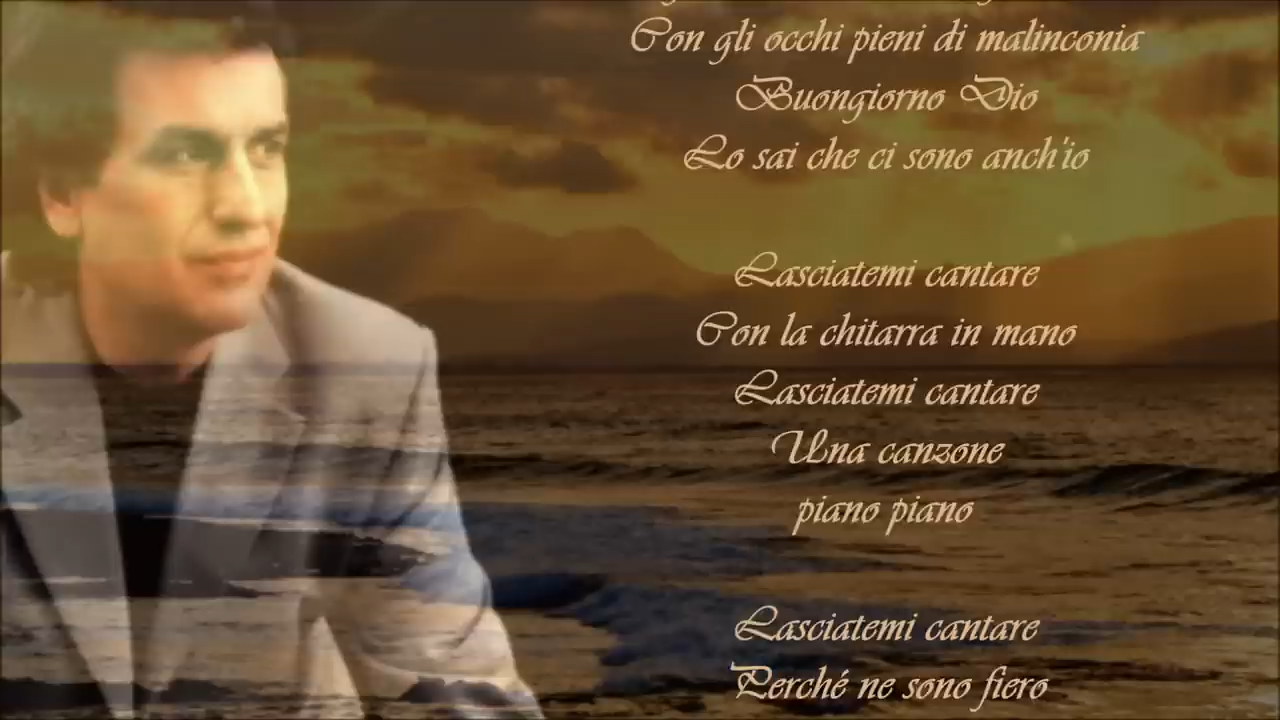 Con gli occhi pieni di malinconia
Buongiorno Dio
Lo sai che ci sono anch'io
Lasciatemi cantare
Con la chitarra in mano
Lasciatemi cantare
Una canzone
piano piano
Lasciatemi cantare
Perché ne sono fiero